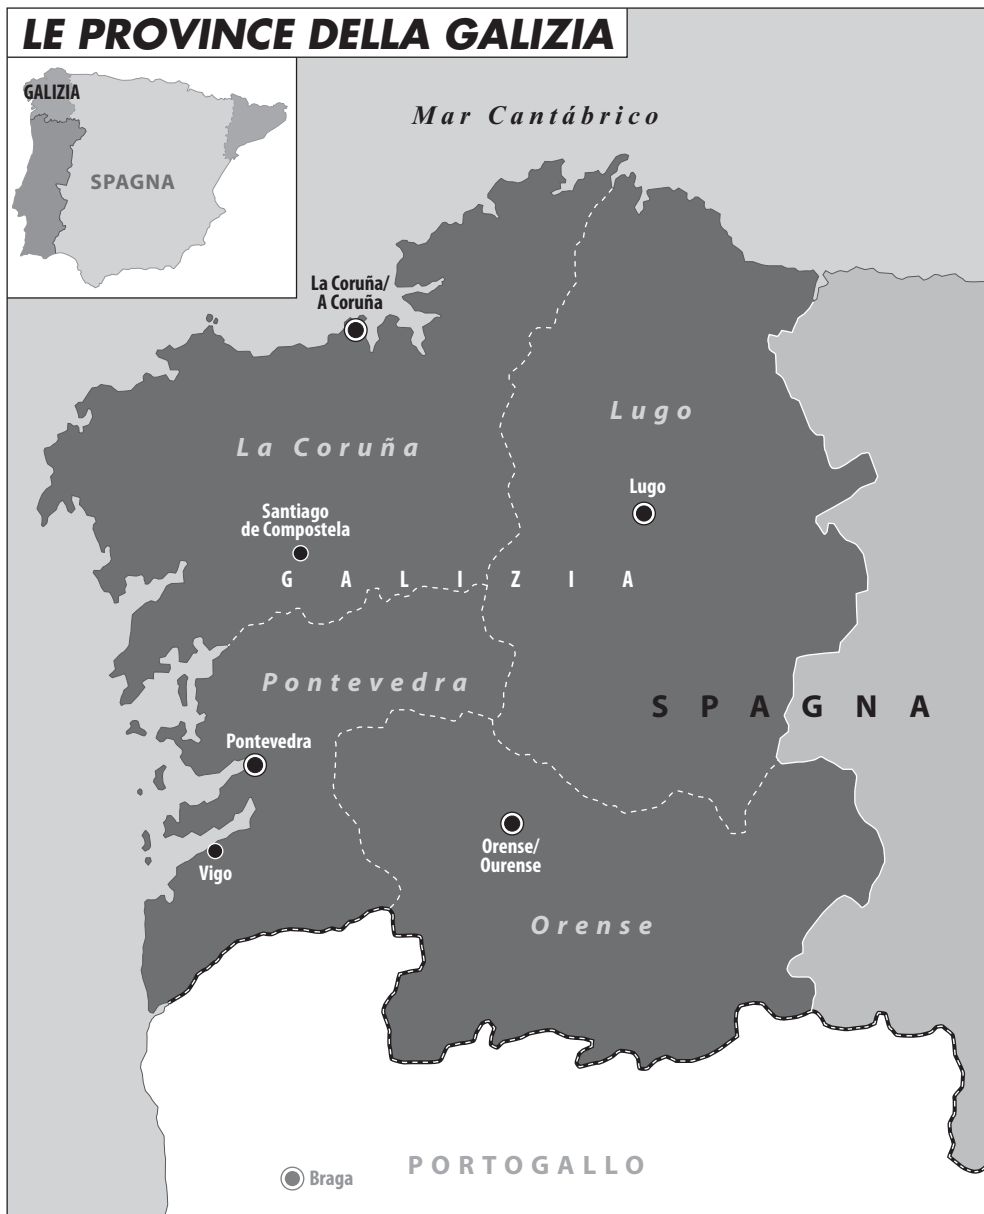 LE PROVINCE DELLA GALIZIA
GALIZIA
SPAGNA
Mar Cantábrico
La Coruña/
A Coruña
La Coruña
Lugo
Lugo
Santiago
de Compostela
G A L I Z I A
Pontevedra
S P A G N A
Pontevedra
Vigo
Orense/
Ourense
Orense
PORTOGALLO
Braga